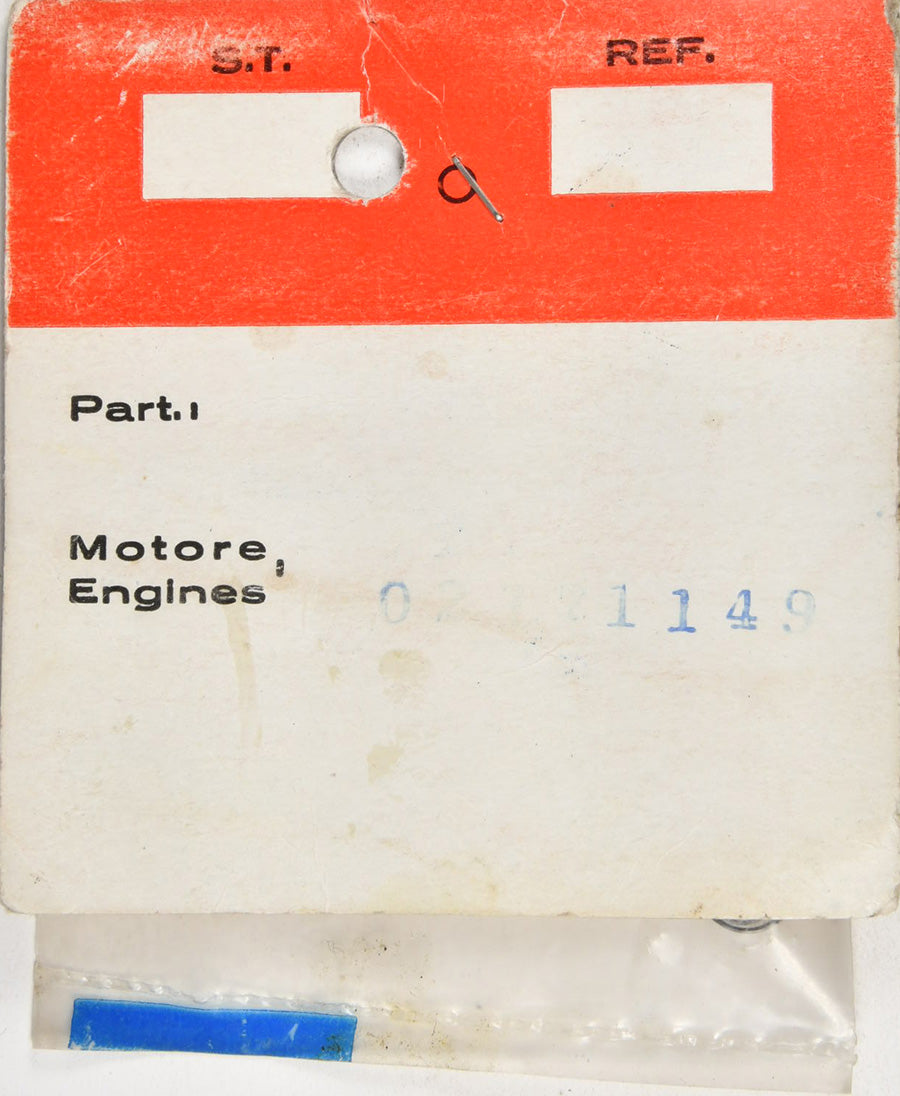 S.T. REF.
Part.:
Motore,
Engines
1149